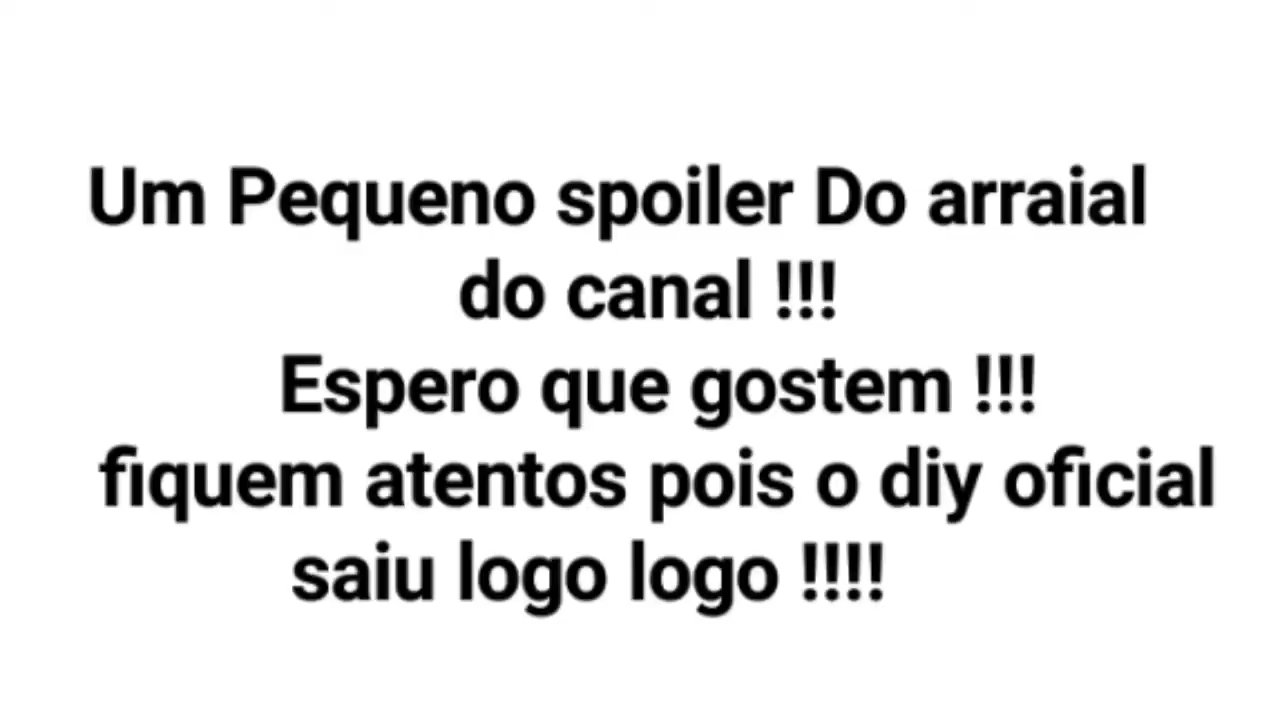 Um Pequeno spoiler Do arraial
do canal !!!
Espero que gostem !!!
fiquem atentos pois o diy oficial
saiu logo logo !!!!